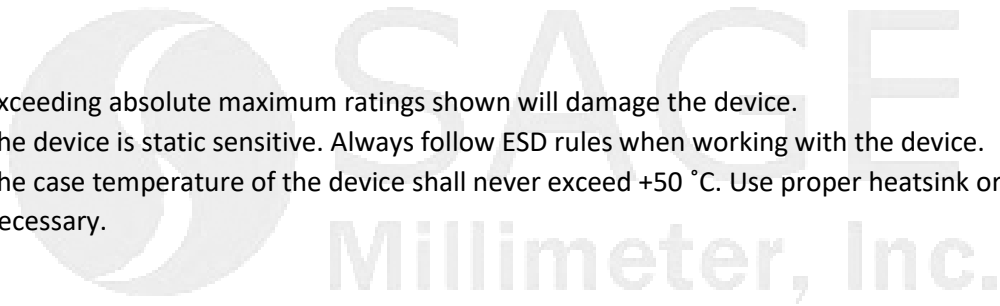 SAGE
Millimeter, Inc.
xceeding absolute maximum ratings shown will damage the device.
he device is static sensitive. Always follow ESD rules when working with the device.
he case temperature of the device shall never exceed +50 ˚C. Use proper heatsink or
ecessary.